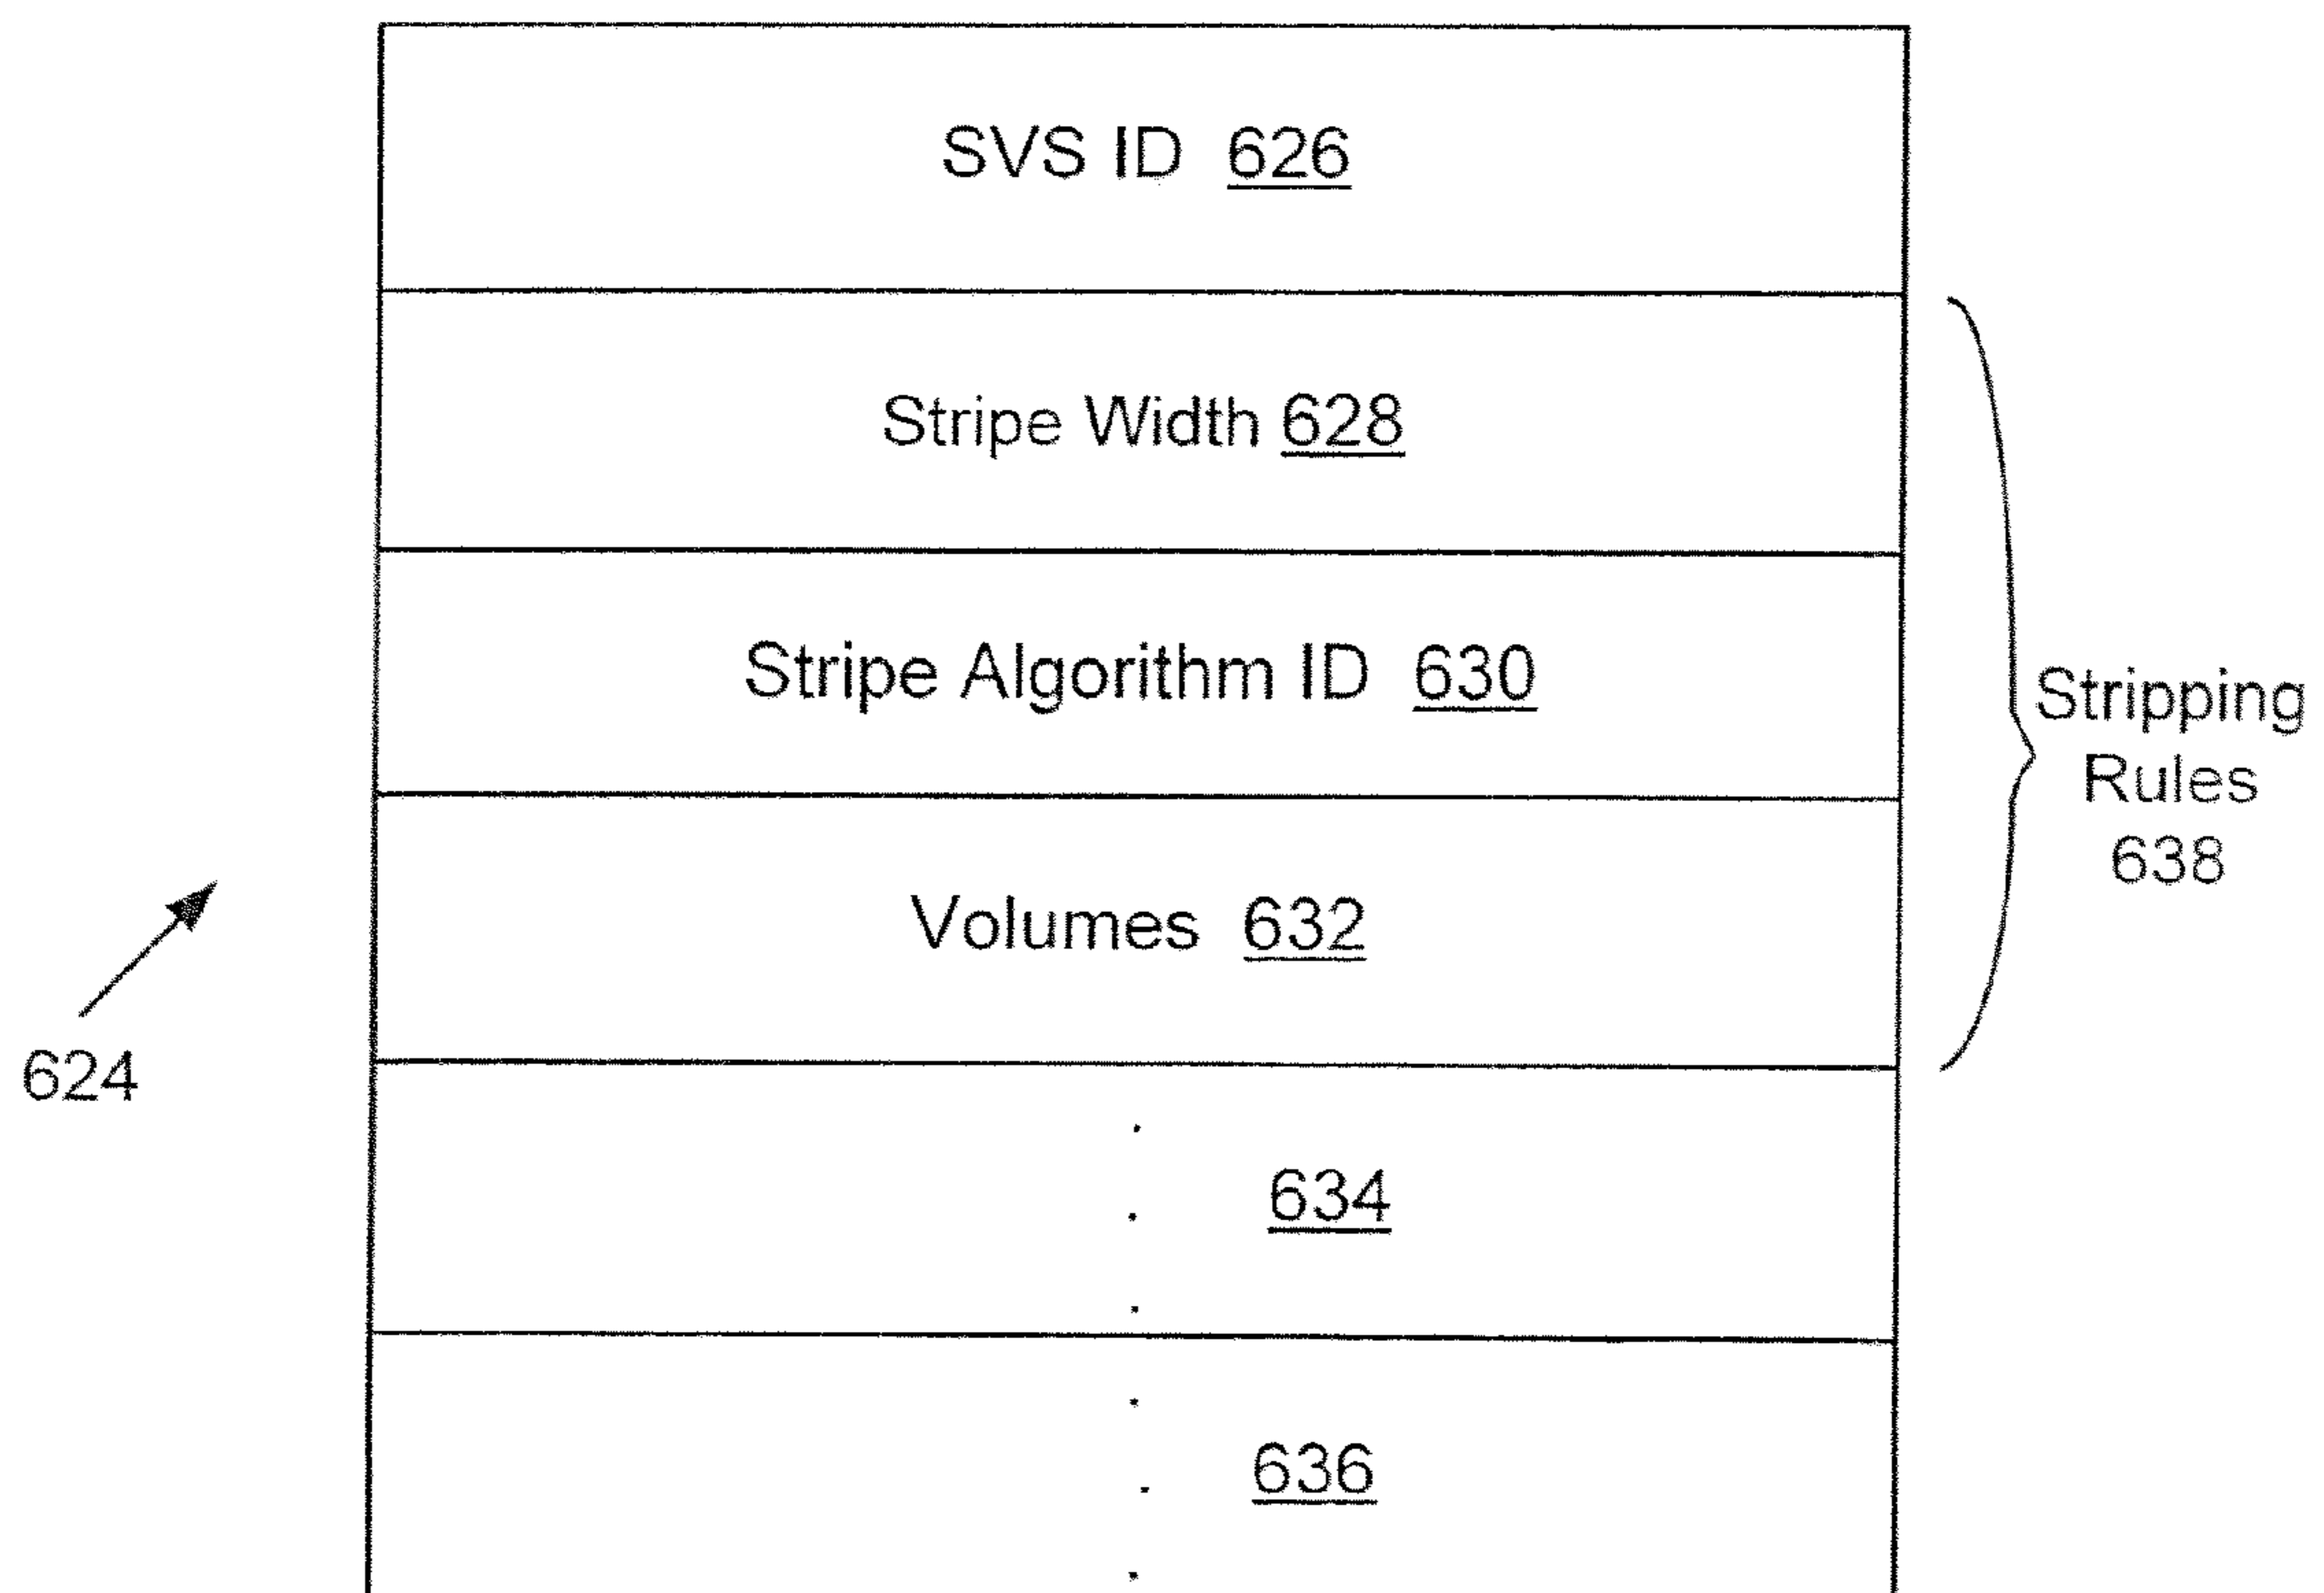 SVS ID 626
Stripe Width 628
Stripe Algorithm ID 630
Stripping
Rules
638
Volumes 632
624
634
636